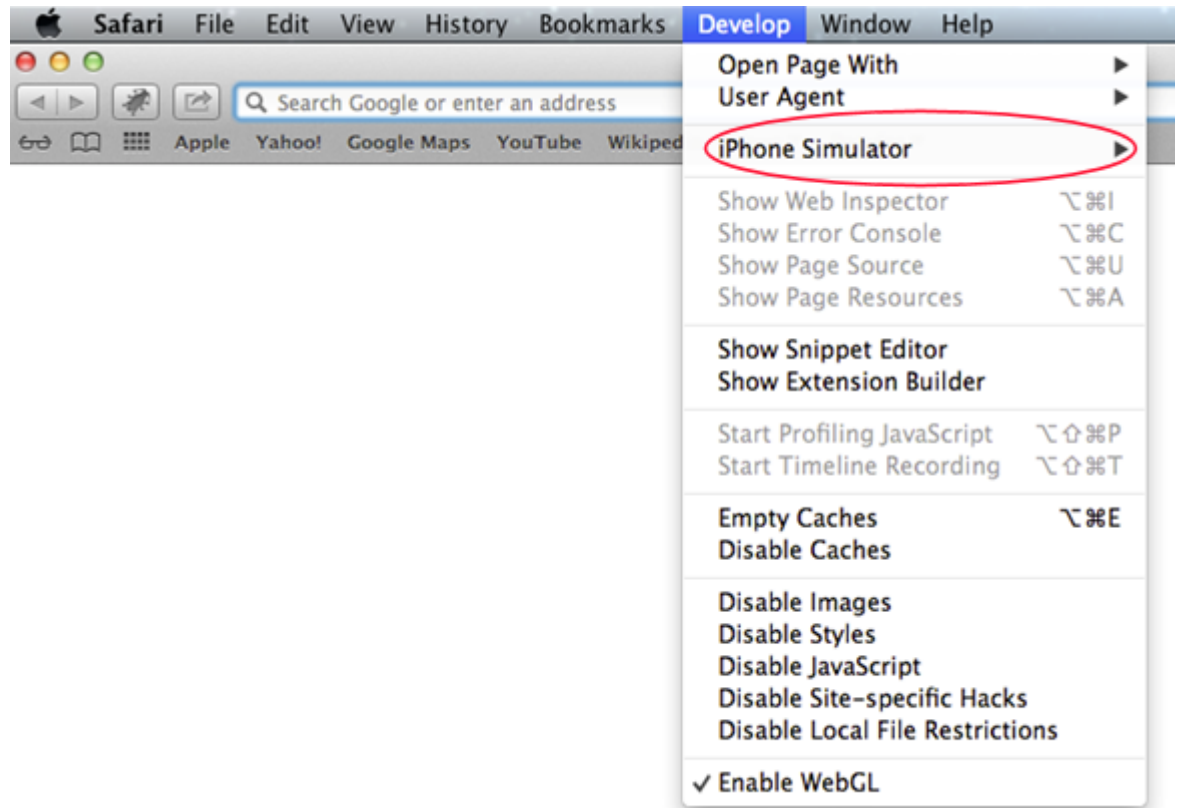 Safari File Edit View History Bookmarks Develop Window Help
Search Google or enter an address
Apple Yahoo! Google Maps YouTube Wikiped
Open Page With
User Agent
iPhone Simulator
Show Web Inspector ⌥⌘I
Show Error Console ⌥⌘C
Show Page Source ⌥⌘U
Show Page Resources ⌥⌘A
Show Snippet Editor
Show Extension Builder
Start Profiling JavaScript ⌥⇧⌘P
Start Timeline Recording ⌥⇧⌘T
Empty Caches ⌥⌘E
Disable Caches
Disable Images
Disable Styles
Disable JavaScript
Disable Site-specific Hacks
Disable Local File Restrictions
✓ Enable WebGL